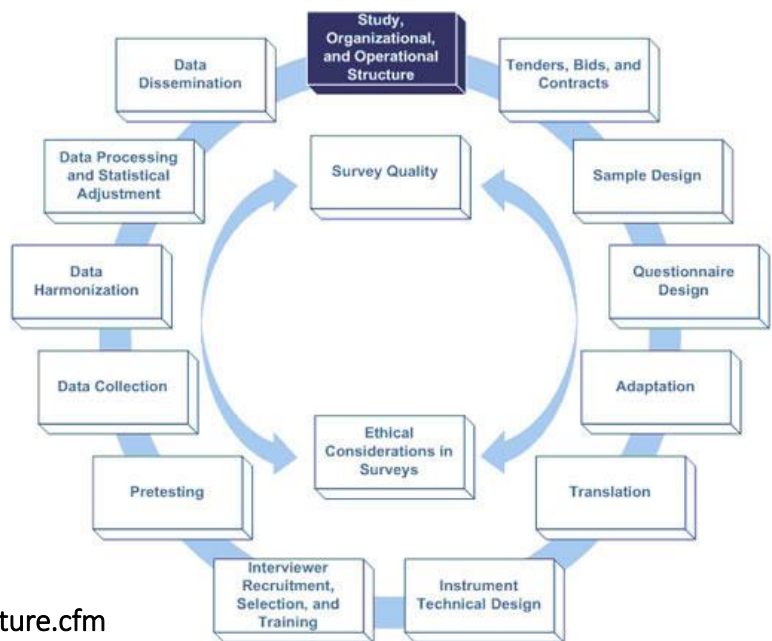 Study,
Organizational,
and Operational
Structure
Tenders, Bids, and
Contracts
Sample Design
Questionnaire
Design
Adaptation
Translation
Instrument
Technical Design
Interviewer
Recruitment,
Selection, and
Training
Pretesting
Data Collection
Data
Harmonization
Data Processing
and Statistical
Adjustment
Data
Dissemination
Survey Quality
Ethical
Considerations in
Surveys
ture.cfm